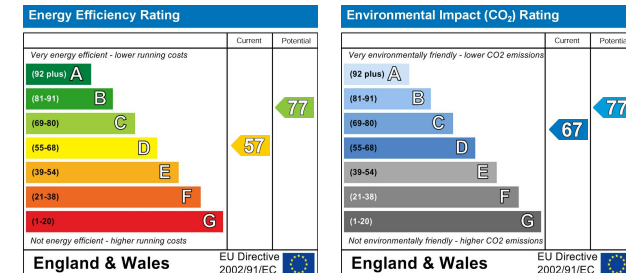 Energy Efficiency Rating
Current Potential
Very energy efficient - lower running costs
(92 plus) A
(81-91) B
77
(69-80) C
(55-68) D
57
(39-54) E
(21-38) F
(1-20) G
Not energy efficient - higher running costs
England & Wales
EU Directive
2002/91/EC
Environmental Impact (CO₂) Rating
Current Potential
Very environmentally friendly - lower CO2 emissions
(92 plus) A
(81-91) B
77
(69-80) C
67
(55-68) D
(39-54) E
(21-38) F
(1-20) G
Not environmentally friendly - higher CO2 emissions
England & Wales
EU Directive
2002/91/EC